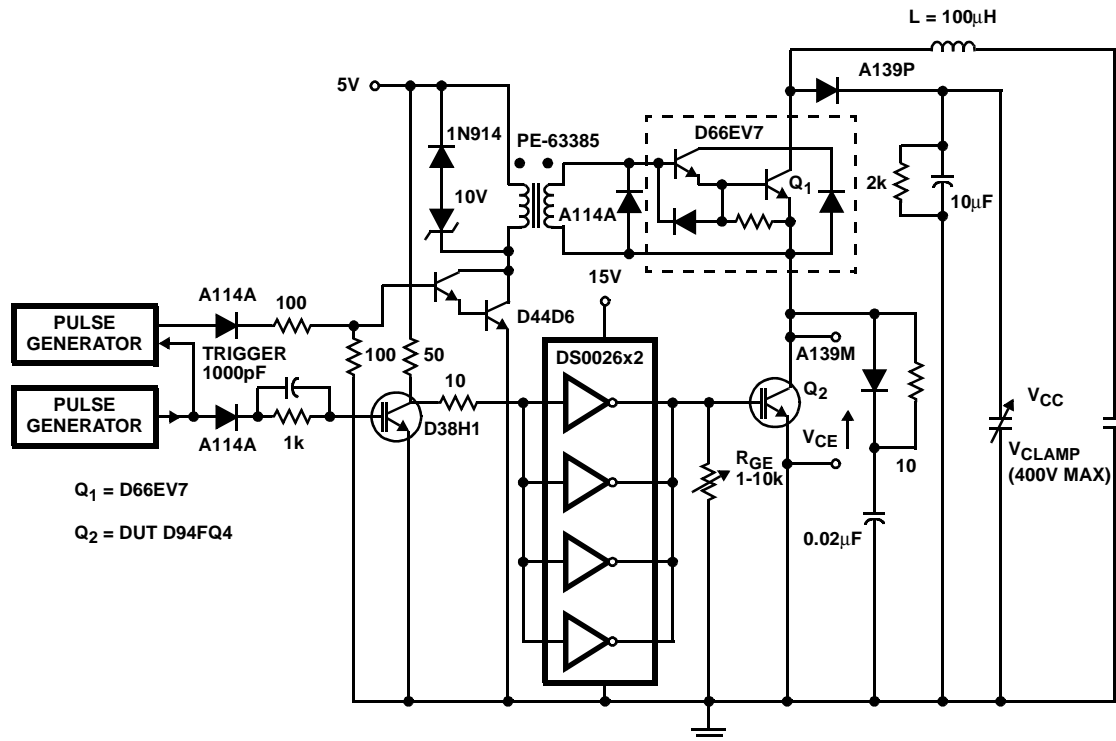 L = 100μH
A139P
5V
1N914
PE-63385
D66EV7
Q1
10V
A114A
2k
10μF
15V
A114A
100
D44D6
PULSE
GENERATOR
TRIGGER
1000pF
100
50
DS0026x2
A139M
10
Q2
VCC
PULSE
GENERATOR
D38H1
VCE
A114A
1k
RGE
1-10k
10
VCLAMP
(400V MAX)
Q1 = D66EV7
Q2 = DUT D94FQ4
0.02μF